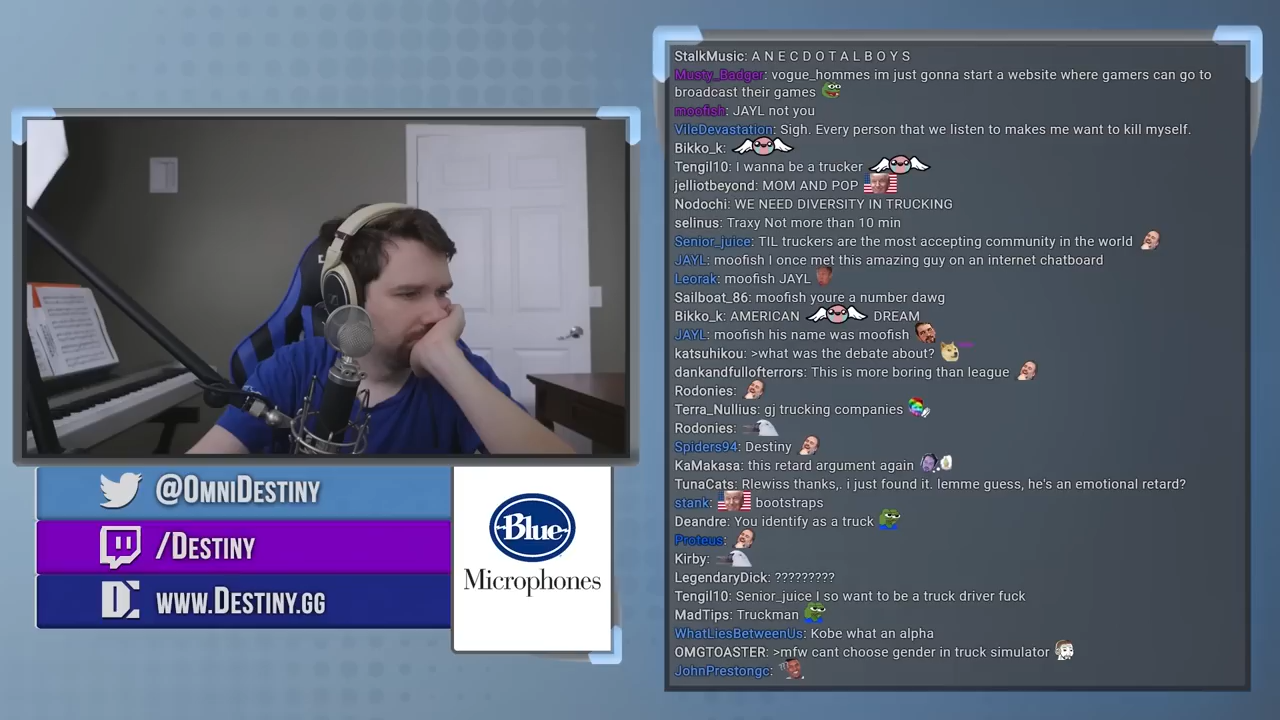 StalkMusic: A N E C D O T A L B O Y S
Musty_Badger: vogue_hommes im just gonna start a website where gamers can go to
broadcast their games
moofish: JAYL not you
VileDevastation: Sigh. Every person that we listen to makes me want to kill myself.
Bikko_k:
Tengil10: I wanna be a trucker
jelliotbeyond: MOM AND POP
Nodochi: WE NEED DIVERSITY IN TRUCKING
selinus: Traxy Not more than 10 min
Senior_juice: TIL truckers are the most accepting community in the world
JAYL: moofish I once met this amazing guy on an internet chatboard
Leorak: moofish JAYL
Sailboat_86: moofish youre a number dawg
Bikko_k: AMERICAN DREAM
JAYL: moofish his name was moofish
katsuhikou: >what was the debate about?
dankandfullofterrors: This is more boring than league
Rodonies:
Terra_Nullius: gj trucking companies
Rodonies:
Spiders94: Destiny
KaMakasa: this retard argument again
TunaCats: Rlewiss thanks,. i just found it. lemme guess, he's an emotional retard?
stank: bootstraps
Deandre: You identify as a truck
Proteus:
Kirby:
LegendaryDick: ?????????
Tengil10: Senior_juice I so want to be a truck driver fuck
MadTips: Truckman
WhatLiesBetweenUs: Kobe what an alpha
OMGTOASTER: >mfw cant choose gender in truck simulator
JohnPrestongc:
@OmniDestiny
/Destiny
www.Destiny.gg
Blue
Microphones